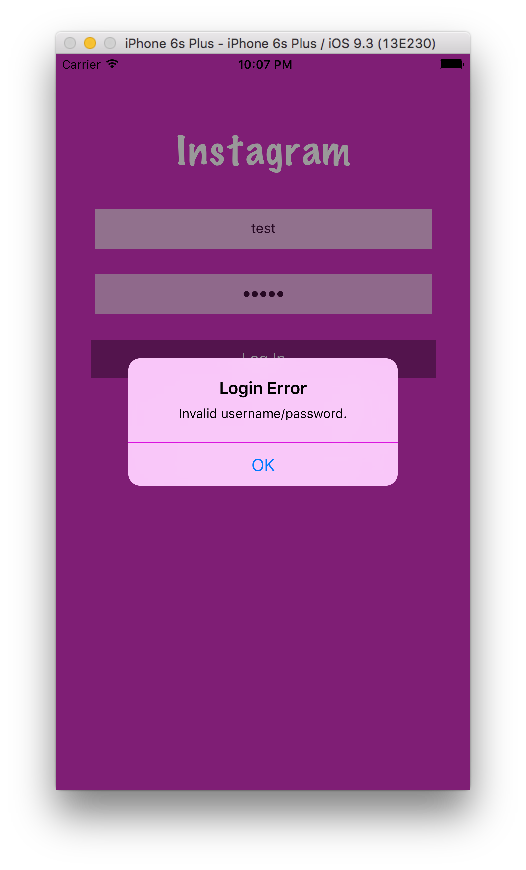 iPhone 6s Plus - iPhone 6s Plus / iOS 9.3 (13E230)
Carrier 10:07 PM
Instagram
test
●●●●●
Log In
Login Error
Invalid username/password.
OK